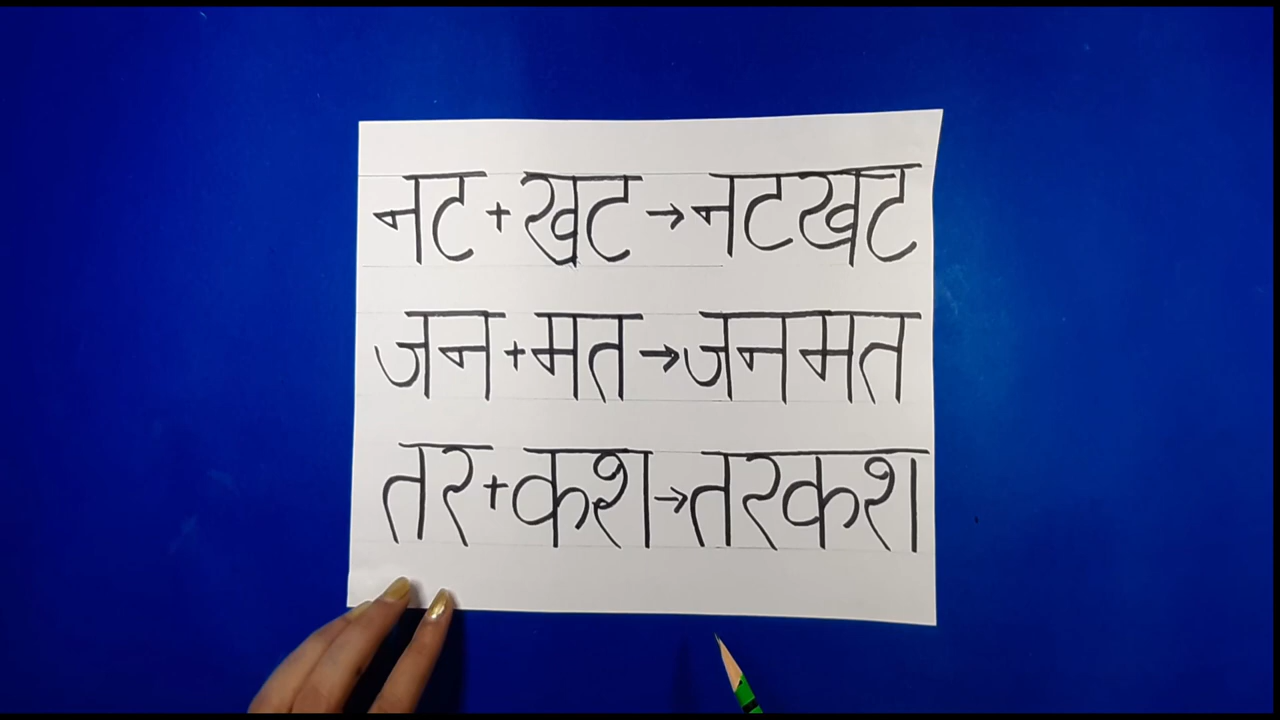 नट + खट → नटखट
जन + मत → जनमत
तर + कश → तरकश